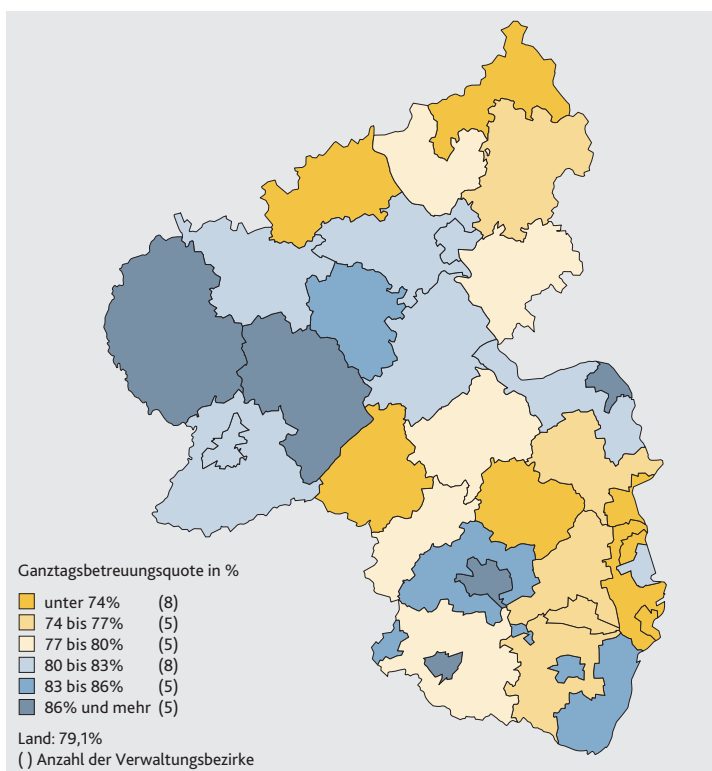 Ganztagsbetreuungsquote in %
unter 74% (8)
74 bis 77% (5)
77 bis 80% (5)
80 bis 83% (8)
83 bis 86% (5)
86% und mehr (5)
Land: 79,1%
( ) Anzahl der Verwaltungsbezirke